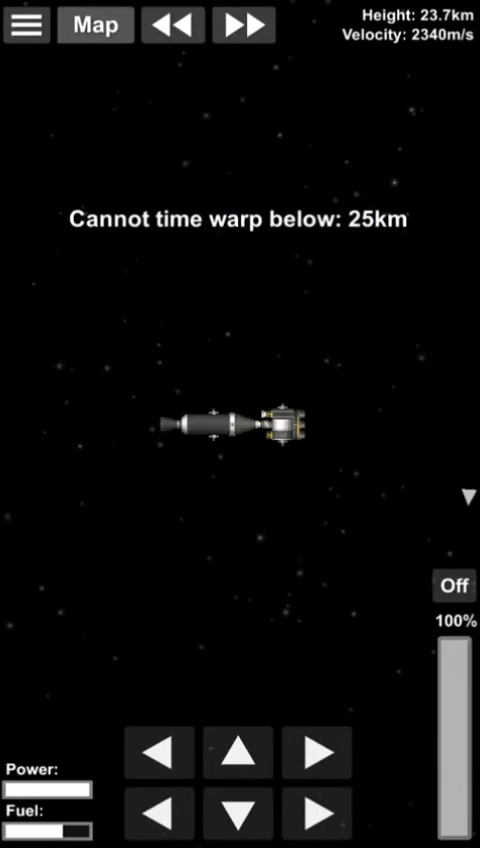 Map
Height: 23.7km
Velocity: 2340m/s
Cannot time warp below: 25km
Off
100%
Power:
Fuel: